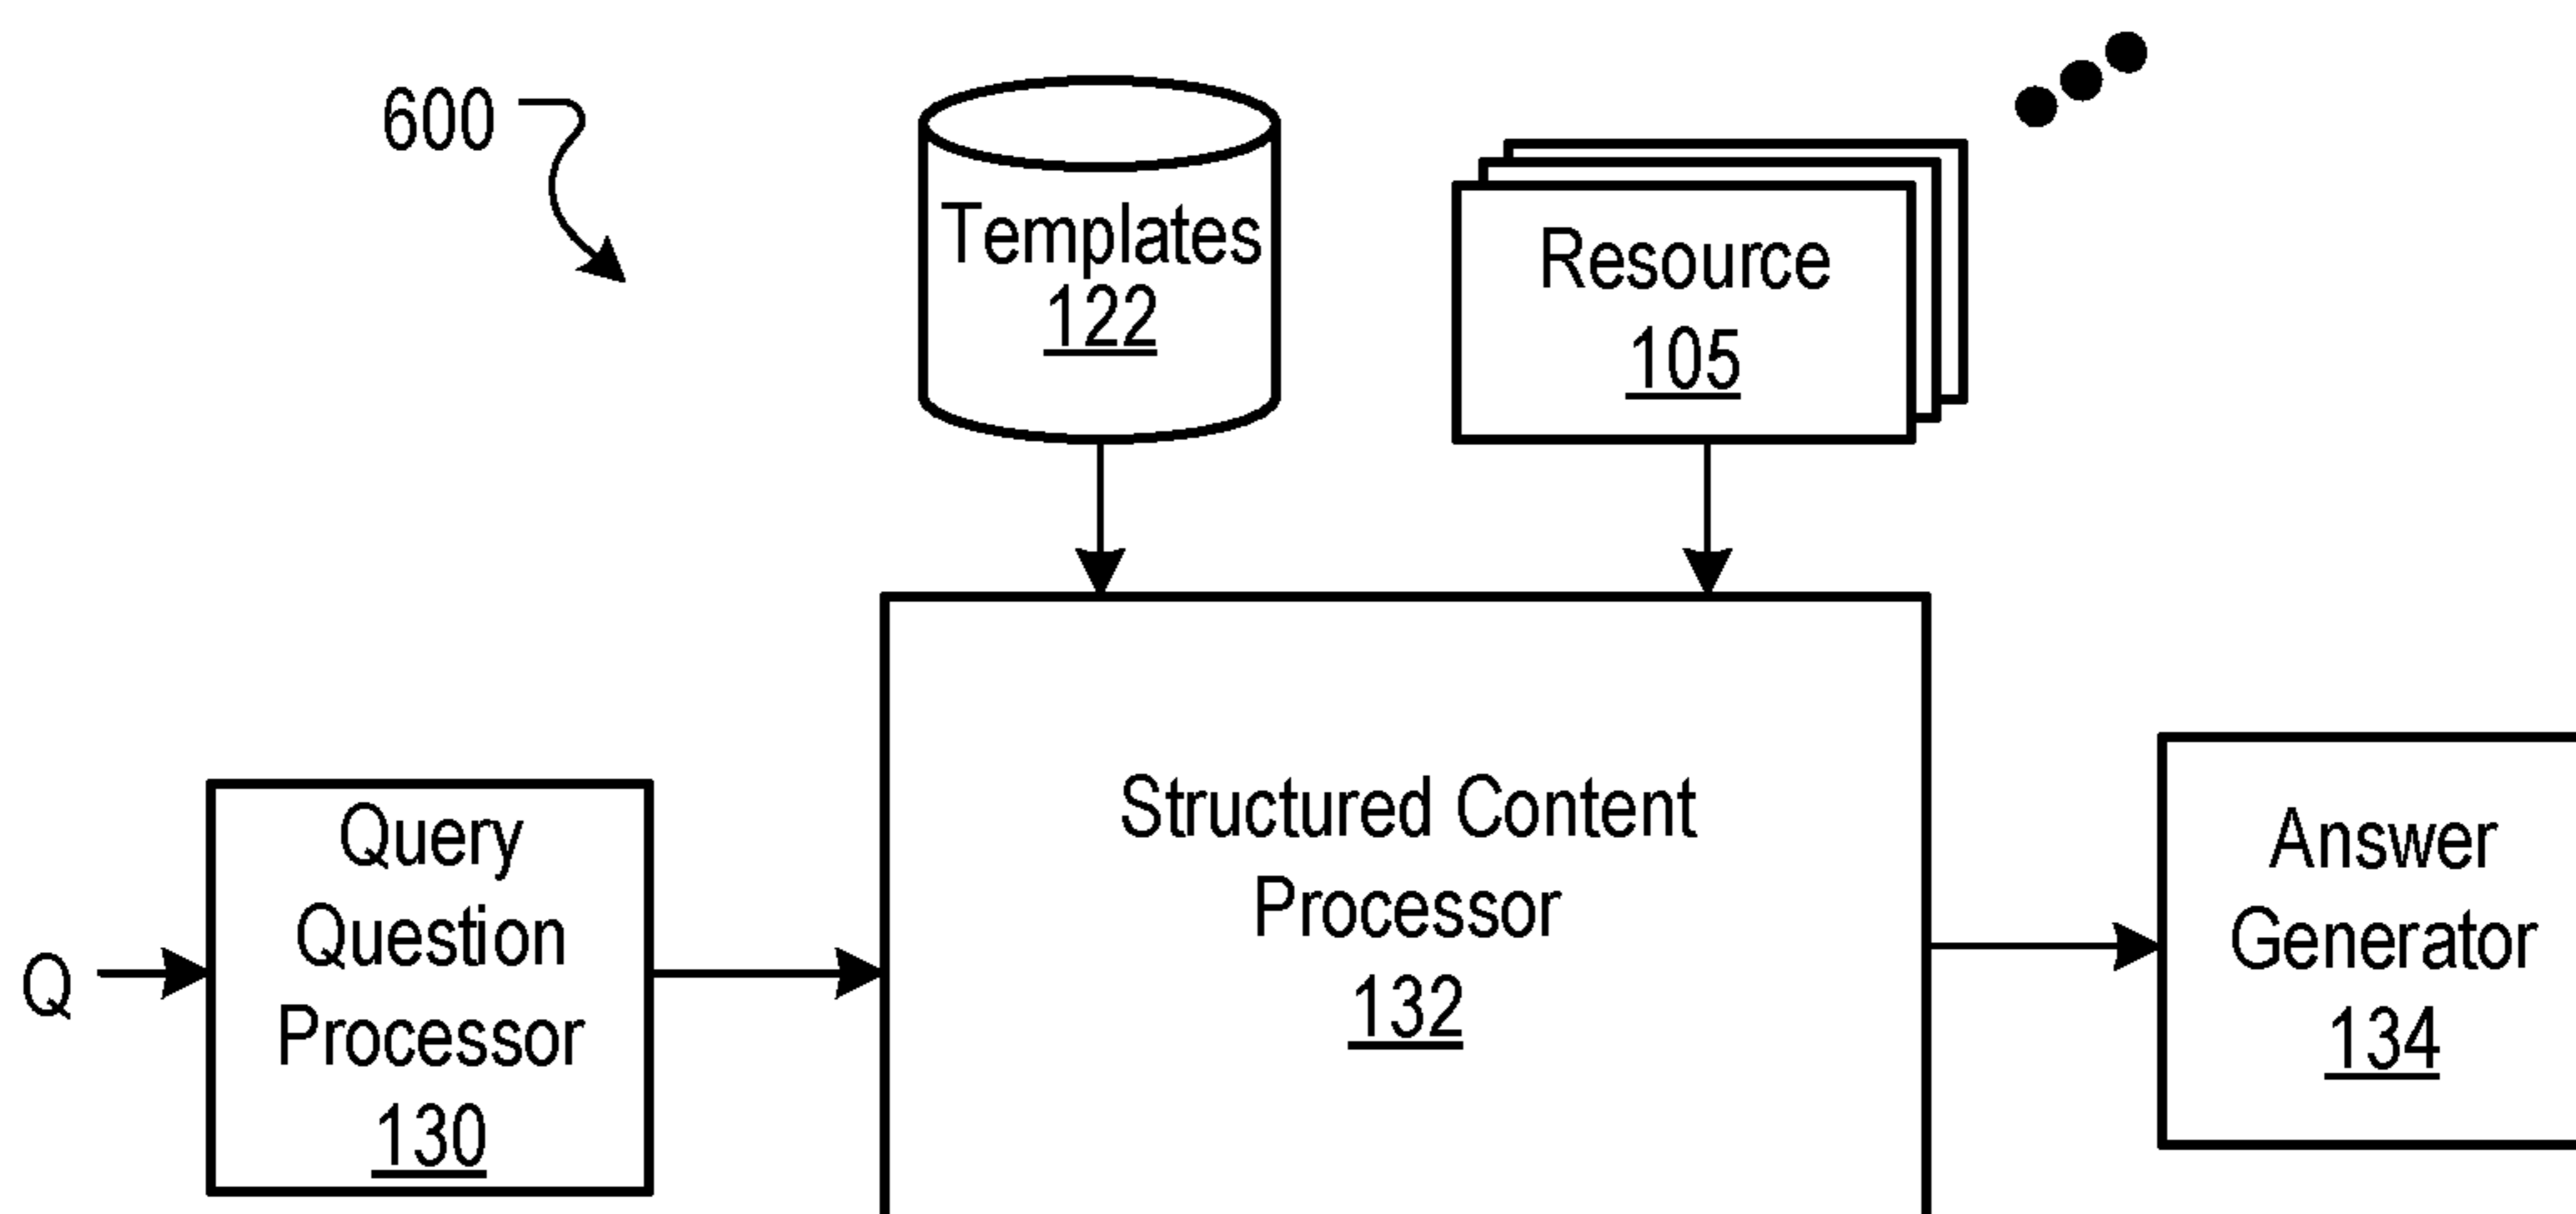 600
Templates
122
Resource
105
Q
Query
Question
Processor
130
Structured Content
Processor
132
Answer
Generator
134